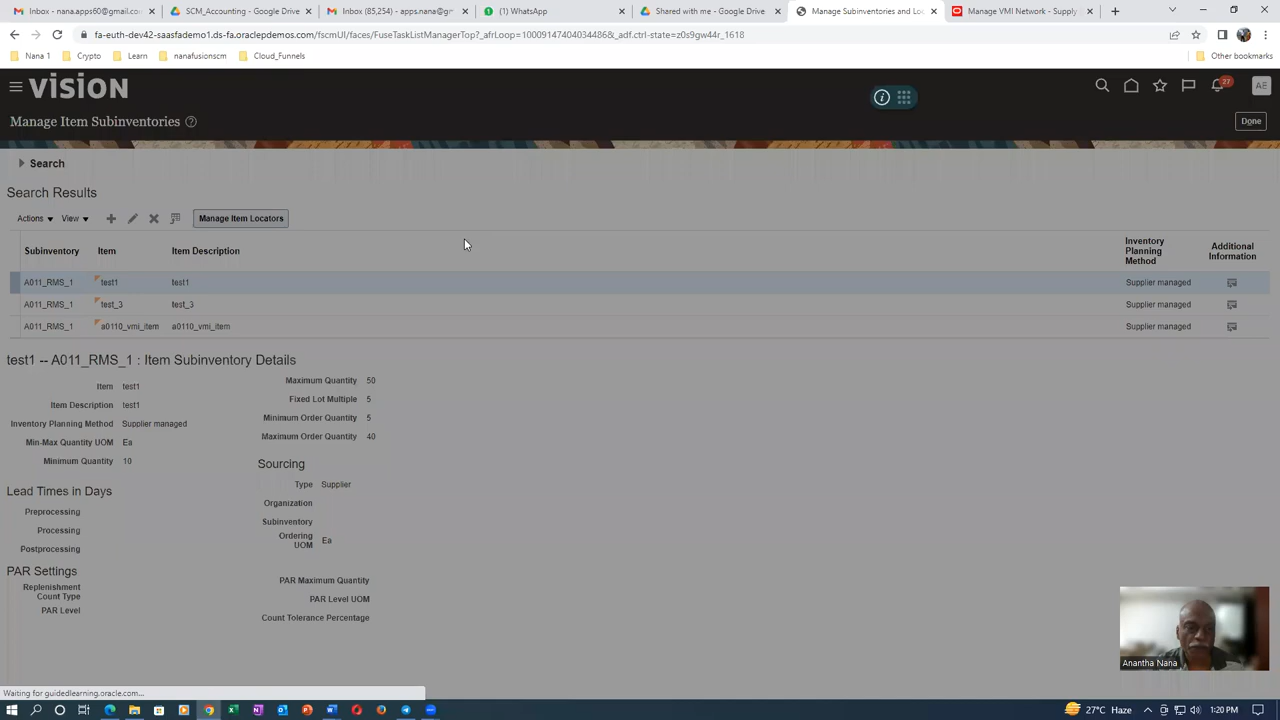 Inbox - nana.apps60@gmail.com
SCM_Accounting - Google Drive
Inbox (85,254) - apps.nana@gm
(1) WhatsApp
Shared with me - Google Drive
Manage Subinventories and Loc
Manage VMI Network - Supply
fa-euth-dev42-saasfademo1.ds-fa.oraclepdemos.com/fscmUI/faces/FuseTaskListManagerTop?_afrLoop=100091474040344868&_adf.ctrl-state=z0s9gw44r_1618
Nana 1
Crypto
Learn
nanafusionscm
Cloud_Funnels
Other bookmarks
VISION
27
AE
Manage Item Subinventories
Done
Search
Search Results
Actions
View
Manage Item Locators
Subinventory
Item
Item Description
Inventory Planning Method
Additional Information
A011_RMS_1 test1 test1 Supplier managed
A011_RMS_1 test_3 test_3 Supplier managed
A011_RMS_1 a0110_vmi_item a0110_vmi_item Supplier managed
test1 -- A011_RMS_1 : Item Subinventory Details
Item test1
Item Description test1
Inventory Planning Method Supplier managed
Min-Max Quantity UOM Ea
Minimum Quantity 10
Maximum Quantity 50
Fixed Lot Multiple 5
Minimum Order Quantity 5
Maximum Order Quantity 40
Sourcing
Type Supplier
Organization
Subinventory
Ordering UOM Ea
Lead Times in Days
Preprocessing
Processing
Postprocessing
PAR Settings
Replenishment Count Type
PAR Level
PAR Maximum Quantity
PAR Level UOM
Count Tolerance Percentage
Anantha Nana
Waiting for guidedlearning.oracle.com...
27°C Haze
1:20 PM